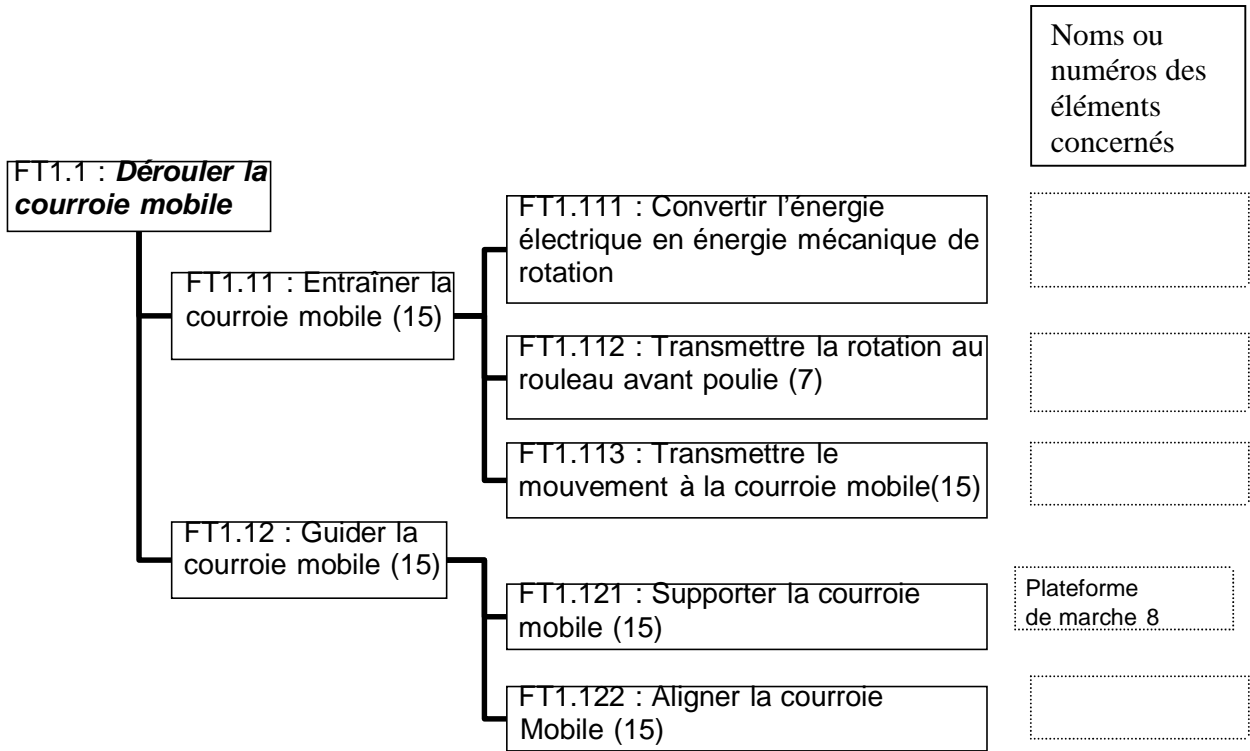 Noms ou
numéros des
éléments
concernés
FT1.1 : Dérouler la
courroie mobile
FT1.11 : Entraîner la
courroie mobile (15)
FT1.111 : Convertir l’énergie
électrique en énergie mécanique de
rotation
FT1.112 : Transmettre la rotation au
rouleau avant poulie (7)
FT1.113 : Transmettre le
mouvement à la courroie mobile(15)
FT1.12 : Guider la
courroie mobile (15)
FT1.121 : Supporter la courroie
mobile (15)
Plateforme
de marche 8
FT1.122 : Aligner la courroie
Mobile (15)